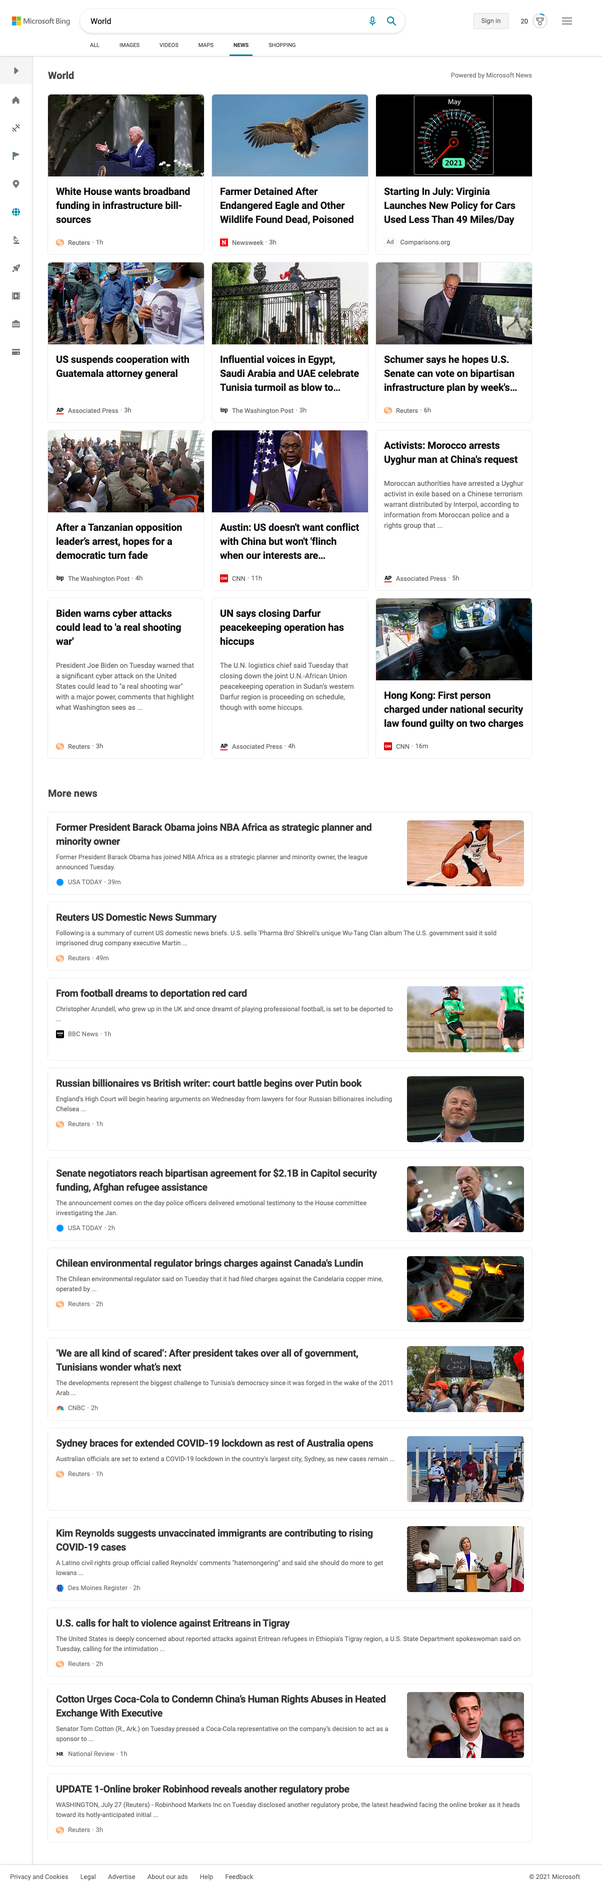 Microsoft Bing
World
Sign in
20
ALL
IMAGES
VIDEOS
MAPS
NEWS
SHOPPING
World
Powered by Microsoft News
White House wants broadband
funding in infrastructure bill-
sources
Reuters · 1h
Farmer Detained After
Endangered Eagle and Other
Wildlife Found Dead, Poisoned
N Newsweek · 3h
May
2021
Starting In July: Virginia
Launches New Policy for Cars
Used Less Than 49 Miles/Day
Ad Comparisons.org
US suspends cooperation with
Guatemala attorney general
AP Associated Press · 3h
Influential voices in Egypt,
Saudi Arabia and UAE celebrate
Tunisia turmoil as blow to...
wp The Washington Post · 3h
Schumer says he hopes U.S.
Senate can vote on bipartisan
infrastructure plan by week's...
Reuters · 6h
After a Tanzanian opposition
leader's arrest, hopes for a
democratic turn fade
wp The Washington Post · 4h
Austin: US doesn't want conflict
with China but won't 'flinch
when our interests are...
CNN CNN · 11h
Activists: Morocco arrests
Uyghur man at China's request
Moroccan authorities have arrested a Uyghur
activist in exile based on a Chinese terrorism
warrant distributed by Interpol, according to
information from Moroccan police and a
rights group that ...
AP Associated Press · 5h
Biden warns cyber attacks
could lead to 'a real shooting
war'
President Joe Biden on Tuesday warned that
a significant cyber attack on the United
States could lead to "a real shooting war"
with a major power, comments that highlight
what Washington sees as ...
Reuters · 3h
UN says closing Darfur
peacekeeping operation has
hiccups
The U.N. logistics chief said Tuesday that
closing down the joint U.N.-African Union
peacekeeping operation in Sudan's western
Darfur region is proceeding on schedule,
though with some hiccups.
AP Associated Press · 4h
Hong Kong: First person
charged under national security
law found guilty on two charges
CNN CNN · 16m
More news
Former President Barack Obama joins NBA Africa as strategic planner and
minority owner
Former President Barack Obama has joined NBA Africa as a strategic planner and minority owner, the league
announced Tuesday.
USA TODAY · 39m
Reuters US Domestic News Summary
Following is a summary of current US domestic news briefs. U.S. sells 'Pharma Bro' Shkreli's unique Wu-Tang Clan album The U.S. government said it sold
imprisoned drug company executive Martin ...
Reuters · 49m
From football dreams to deportation red card
Christopher Arundell, who grew up in the UK and once dreamt of playing professional football, is set to be deported to
...
BBC News · 1h
Russian billionaires vs British writer: court battle begins over Putin book
England's High Court will begin hearing arguments on Wednesday from lawyers for four Russian billionaires including
Chelsea ...
Reuters · 1h
Senate negotiators reach bipartisan agreement for $2.1B in Capitol security
funding, Afghan refugee assistance
The announcement comes on the day police officers delivered emotional testimony to the House committee
investigating the Jan.
USA TODAY · 2h
Chilean environmental regulator brings charges against Canada's Lundin
The Chilean environmental regulator said on Tuesday that it had filed charges against the Candelaria copper mine,
operated by ...
Reuters · 2h
'We are all kind of scared': After president takes over all of government,
Tunisians wonder what's next
The developments represent the biggest challenge to Tunisia's democracy since it was forged in the wake of the 2011
Arab ...
CNBC · 2h
Sydney braces for extended COVID-19 lockdown as rest of Australia opens
Australian officials are set to extend a COVID-19 lockdown in the country's largest city, Sydney, as new cases remain ...
Reuters · 1h
Kim Reynolds suggests unvaccinated immigrants are contributing to rising
COVID-19 cases
A Latino civil rights group official called Reynolds' comments "hatemongering" and said she should do more to get
Iowans ...
Des Moines Register · 2h
U.S. calls for halt to violence against Eritreans in Tigray
The United States is deeply concerned about reported attacks against Eritrean refugees in Ethiopia's Tigray region, a U.S. State Department spokeswoman said on
Tuesday, calling for the intimidation ...
Reuters · 2h
Cotton Urges Coca-Cola to Condemn China's Human Rights Abuses in Heated
Exchange With Executive
Senator Tom Cotton (R., Ark.) on Tuesday pressed a Coca-Cola representative on the company's decision to act as a
sponsor to ...
NR National Review · 1h
UPDATE 1-Online broker Robinhood reveals another regulatory probe
WASHINGTON, July 27 (Reuters) - Robinhood Markets Inc on Tuesday disclosed another regulatory probe, the latest headwind facing the online broker as it heads
toward its hotly-anticipated initial ...
Reuters · 3h
Privacy and Cookies
Legal
Advertise
About our ads
Help
Feedback
© 2021 Microsoft